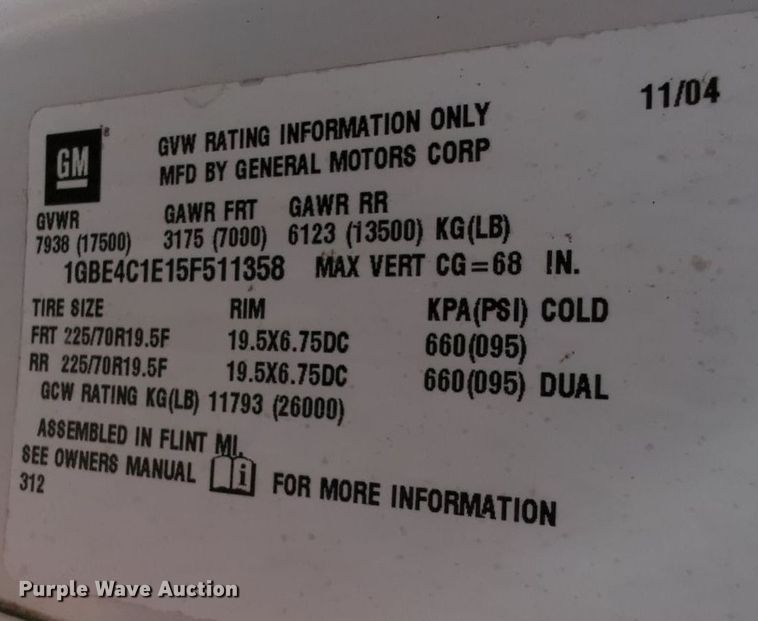 11/04
GM®
GVW RATING INFORMATION ONLY
MFD BY GENERAL MOTORS CORP
GVWR GAWR FRT GAWR RR
7938 (17500) 3175 (7000) 6123 (13500) KG(LB)
1GBE4C1E15F511358 MAX VERT CG=68 IN.
TIRE SIZE RIM KPA(PSI) COLD
FRT 225/70R19.5F 19.5X6.75DC 660(095)
RR 225/70R19.5F 19.5X6.75DC 660(095) DUAL
GCW RATING KG(LB) 11793 (26000)
ASSEMBLED IN FLINT MI.
SEE OWNERS MANUAL i FOR MORE INFORMATION
312
Purple Wave Auction